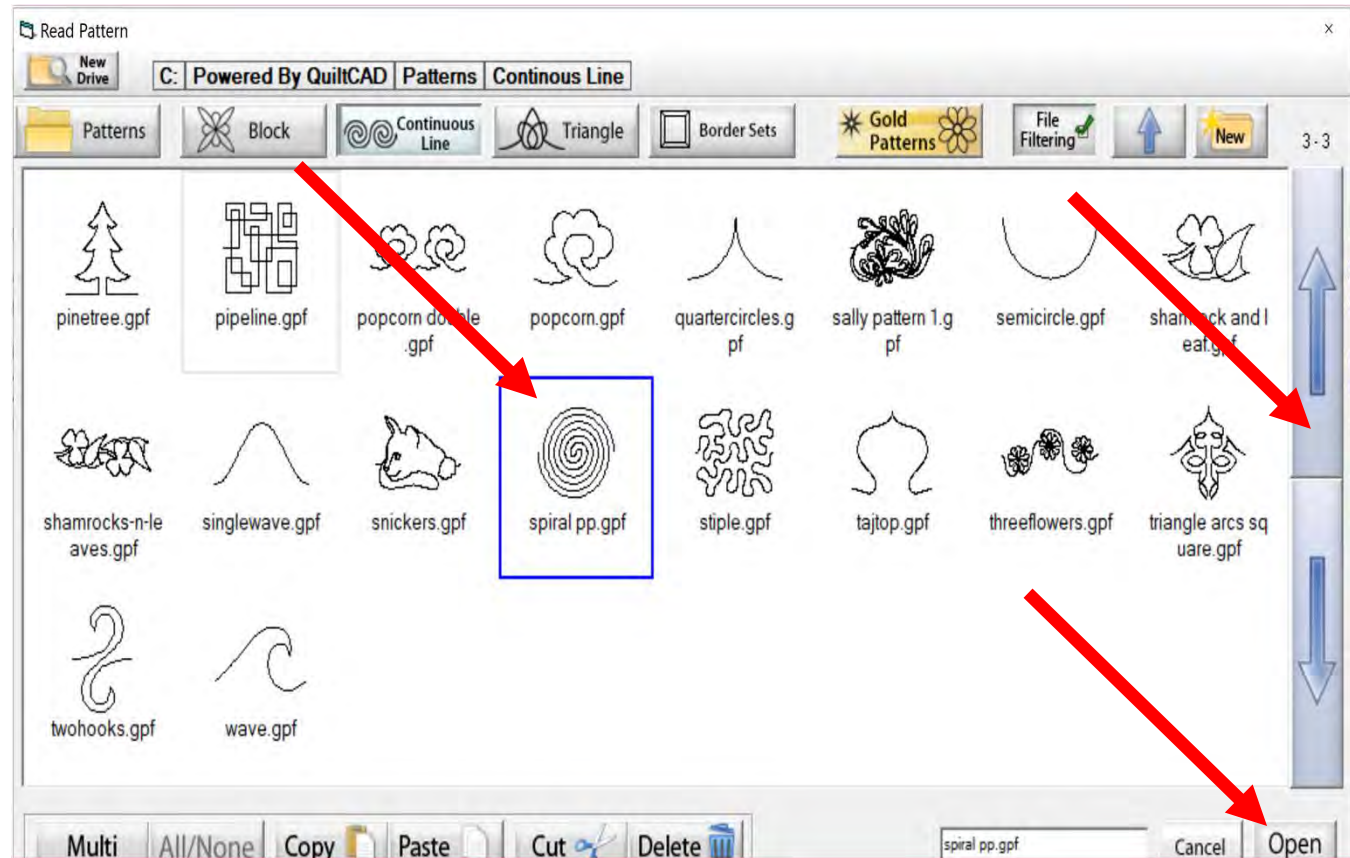 Read Pattern
x
New
Drive
C: Powered By QuiltCAD Patterns Continous Line
Patterns
Block
Continuous
Line
Triangle
Border Sets
Gold
Patterns
File
Filtering
New
3 - 3
pinetree.gpf
pipeline.gpf
popcorn double
.gpf
popcorn.gpf
quartercircles.g
pf
sally pattern 1.g
pf
semicircle.gpf
shamrock and l
eaf.gpf
shamrocks-n-le
aves.gpf
singlewave.gpf
snickers.gpf
spiral pp.gpf
stiple.gpf
tajtop.gpf
threeflowers.gpf
triangle arcs sq
uare.gpf
twohooks.gpf
wave.gpf
Multi
All/None
Copy
Paste
Cut
Delete
spiral pp.gpf
Cancel
Open